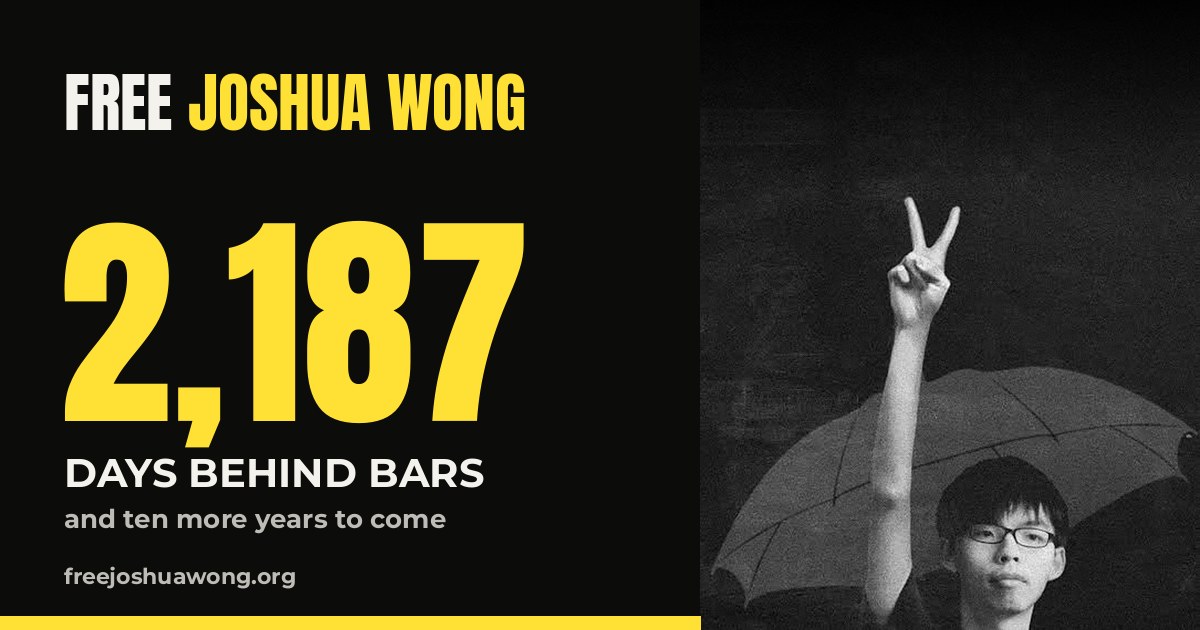 FREE JOSHUA WONG
2,187
DAYS BEHIND BARS
and ten more years to come
freejoshuawong.org